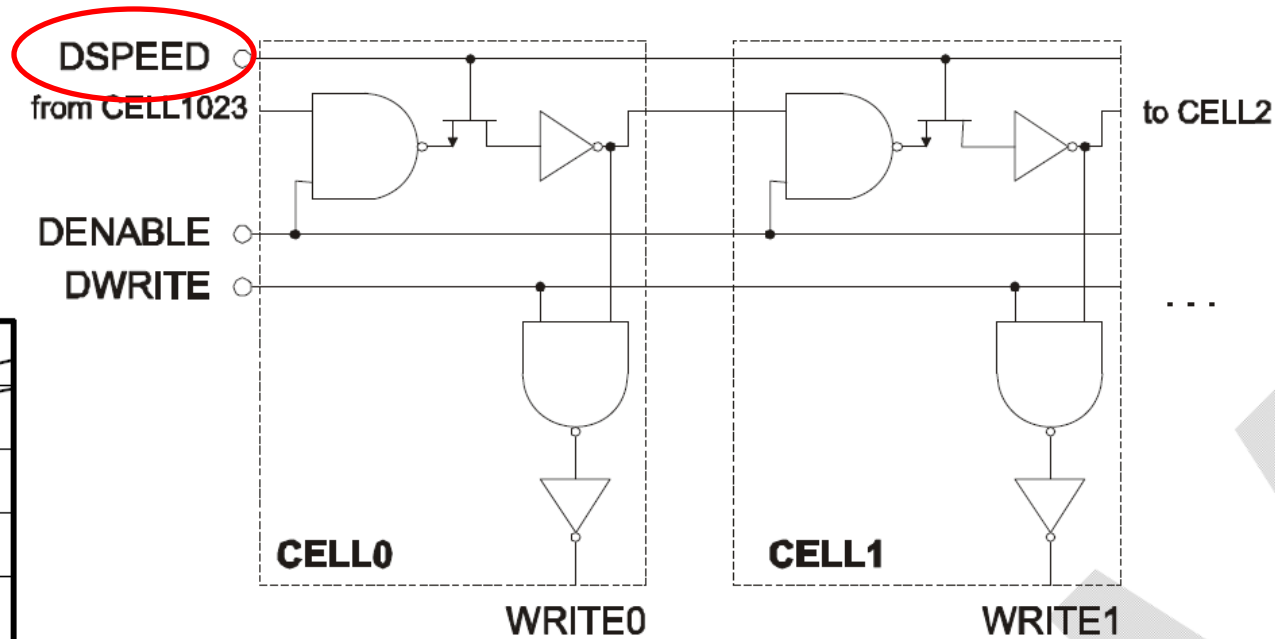 DSPEED
from CELL1023
to CELL2
DENABLE
DWRITE
. . .
CELL0
CELL1
WRITE0
WRITE1